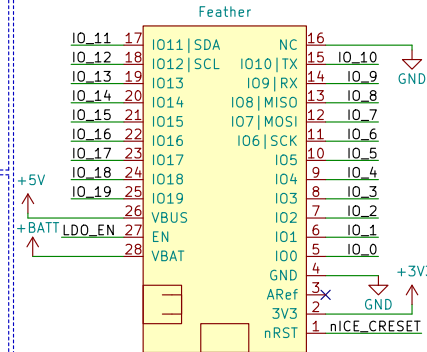 Feather
IO_11 17 IO11|SDA NC 16
IO_12 18 IO12|SCL IO10|TX 15 IO_10
IO_13 19 IO13 IO9|RX 14 IO_9
IO_14 20 IO14 IO8|MISO 13 IO_8
IO_15 21 IO15 IO7|MOSI 12 IO_7
IO_16 22 IO16 IO6|SCK 11 IO_6
IO_17 23 IO17 IO5 10 IO_5
IO_18 24 IO18 IO4 9 IO_4
IO_19 25 IO19 IO3 8 IO_3
GND
+5V
26 VBUS IO2 7 IO_2
+BATT LDO_EN 27 EN IO1 6 IO_1
28 VBAT IO0 5 IO_0
GND 4
ARef 3
GND
+3V3
3V3 2
nRST 1 nICE_CRESET